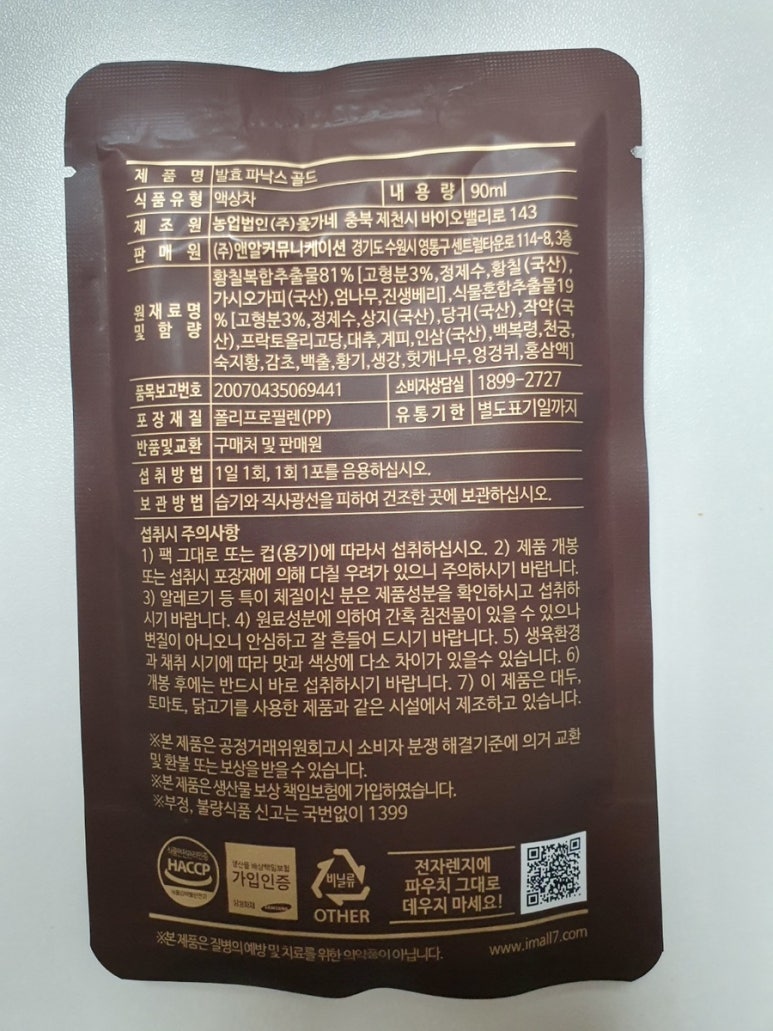 제품명 발효 파낙스 골드
식품유형 액상차 내용량 90ml
제조원 농업법인(주)옻가네 충북 제천시 바이오밸리로 143
판매원 (주)앤알커뮤니케이션 경기도 수원시 영통구 센트럴타운로 114-8, 3층
원재료명 및 함량 황칠복합추출물81% [고형분3%,정제수,황칠(국산),
가시오가피(국산),엄나무,진생베리],식물혼합추출물19
%[고형분3%,정제수,상지(국산),당귀(국산),작약(국
산),프락토올리고당,대추,계피,인삼(국산),백복령,천궁,
숙지황,감초,백출,황기,생강,헛개나무,엉겅퀴,홍삼액]
품목보고번호 20070435069441 소비자상담실 1899-2727
포장재질 폴리프로필렌(PP) 유통기한 별도표기일까지
반품및교환 구매처 및 판매원
섭취방법 1일 1회, 1회 1포를 음용하십시오.
보관방법 습기와 직사광선을 피하여 건조한 곳에 보관하십시오.
섭취시 주의사항
1) 팩 그대로 또는 컵(용기)에 따라서 섭취하십시오. 2) 제품 개봉
또는 섭취시 포장재에 의해 다칠 우려가 있으니 주의하시기 바랍니다.
3) 알레르기 등 특이 체질이신 분은 제품성분을 확인하시고 섭취하
시기 바랍니다. 4) 원료성분에 의하여 간혹 침전물이 있을 수 있으나
변질이 아니오니 안심하고 잘 흔들어 드시기 바랍니다. 5) 생육환경
과 채취 시기에 따라 맛과 색상에 다소 차이가 있을수 있습니다. 6)
개봉 후에는 반드시 바로 섭취하시기 바랍니다. 7) 이 제품은 대두,
토마토, 닭고기를 사용한 제품과 같은 시설에서 제조하고 있습니다.
※본 제품은 공정거래위원회고시 소비자 분쟁 해결기준에 의거 교환
및 환불 또는 보상을 받을 수 있습니다.
※본 제품은 생산물 보상 책임보험에 가입하였습니다.
※부정, 불량식품 신고는 국번없이 1399
HACCP
생산물 배상책임보험
가입인증
삼성화재 SAMSUNG
비닐류
OTHER
전자렌지에
파우치 그대로
데우지 마세요!
※본 제품은 질병의 예방 및 치료를 위한 의약품이 아닙니다.
www.imall7.com